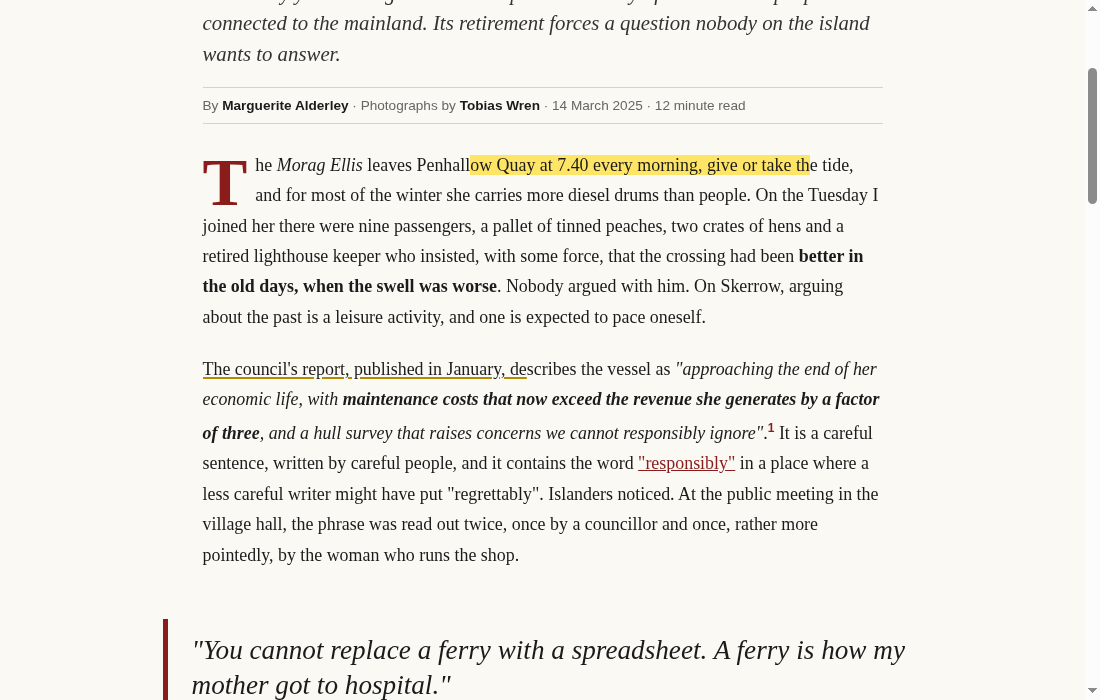 connected to the mainland. Its retirement forces a question nobody on the island
wants to answer.
By Marguerite Alderley · Photographs by Tobias Wren · 14 March 2025 · 12 minute read
The Morag Ellis leaves Penhallow Quay at 7.40 every morning, give or take the tide,
and for most of the winter she carries more diesel drums than people. On the Tuesday I
joined her there were nine passengers, a pallet of tinned peaches, two crates of hens and a
retired lighthouse keeper who insisted, with some force, that the crossing had been better in
the old days, when the swell was worse. Nobody argued with him. On Skerrow, arguing
about the past is a leisure activity, and one is expected to pace oneself.
The council's report, published in January, describes the vessel as "approaching the end of her
economic life, with maintenance costs that now exceed the revenue she generates by a factor
of three, and a hull survey that raises concerns we cannot responsibly ignore".1 It is a careful
sentence, written by careful people, and it contains the word "responsibly" in a place where a
less careful writer might have put "regrettably". Islanders noticed. At the public meeting in the
village hall, the phrase was read out twice, once by a councillor and once, rather more
pointedly, by the woman who runs the shop.
"You cannot replace a ferry with a spreadsheet. A ferry is how my
mother got to hospital."